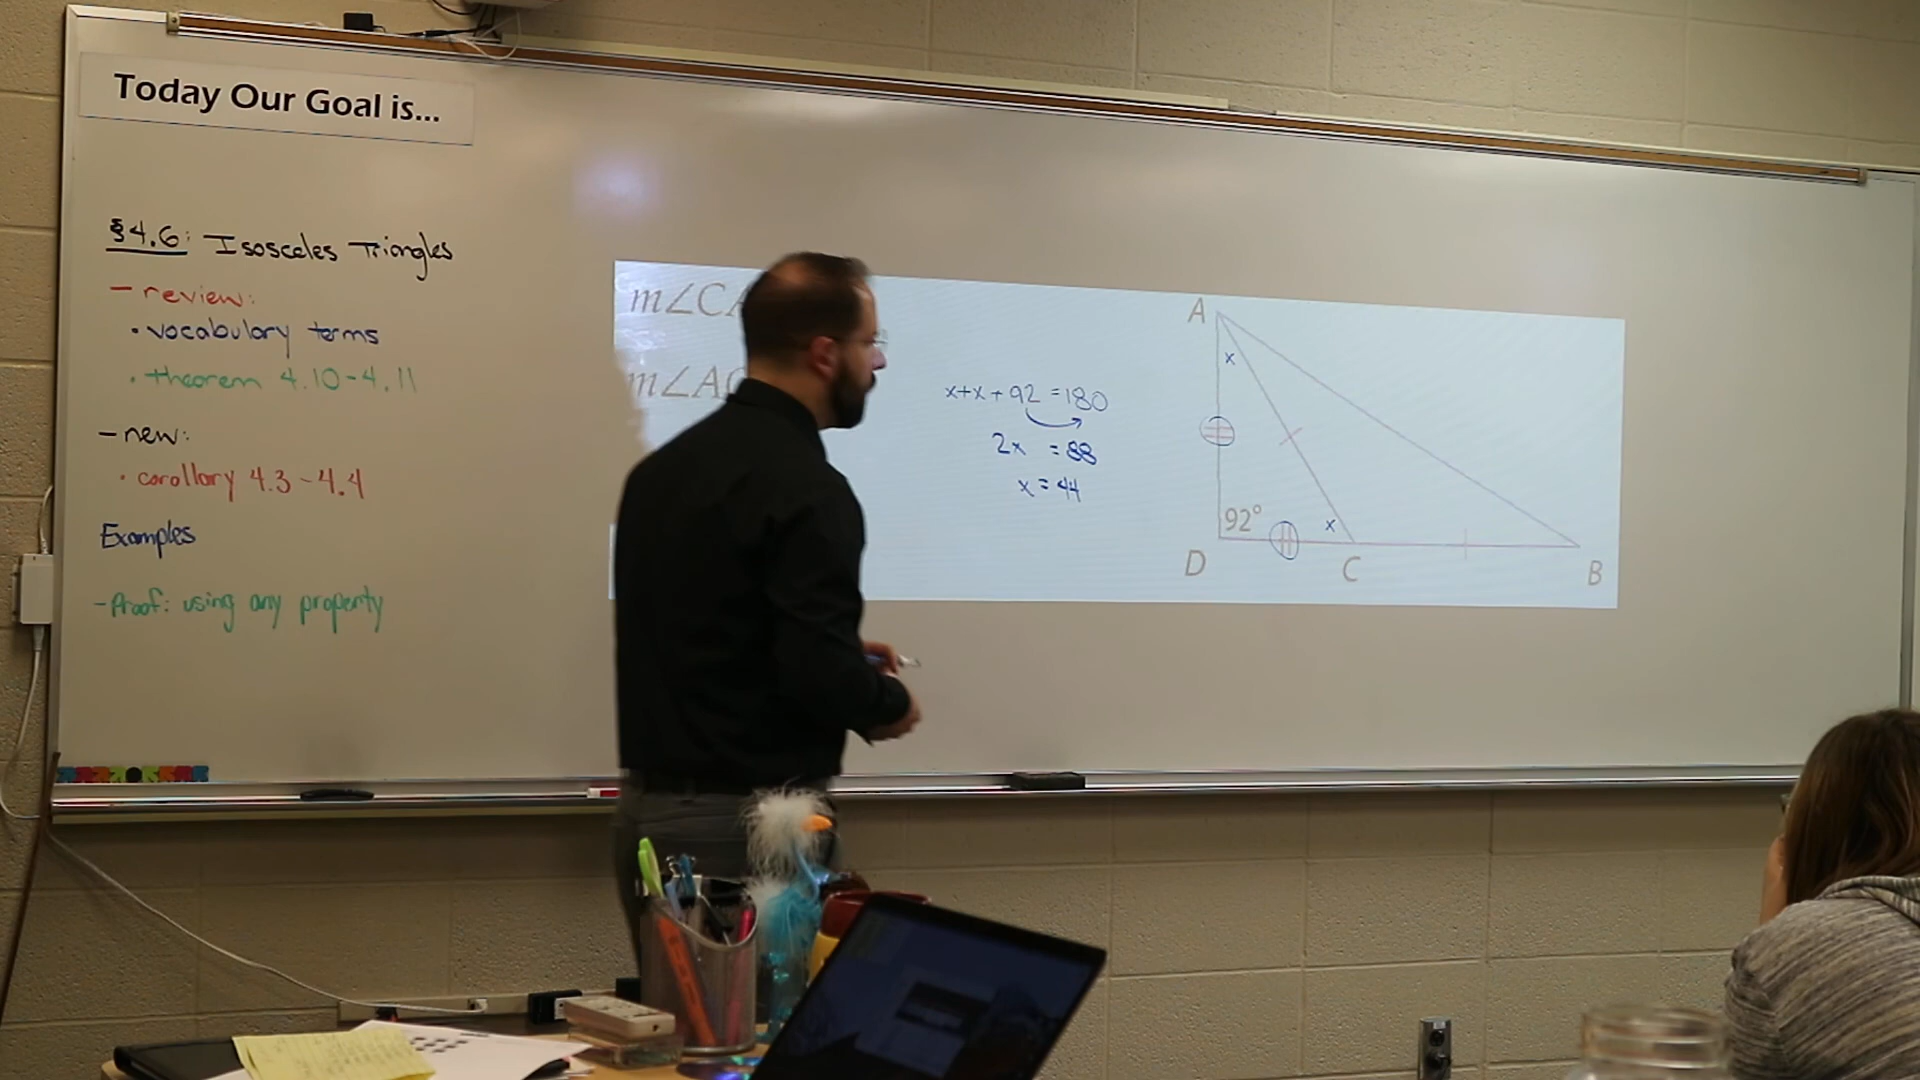 Today Our Goal is...
§4.6: Isosceles Triangles
- review:
• vocabulary terms
• theorem 4.10-4.11
- new:
• corollary 4.3-4.4
Examples
- Proof: using any property
m∠CA
m∠A
x+x+92=180
2x =88
x=44
A
x
92°
x
D
C
B